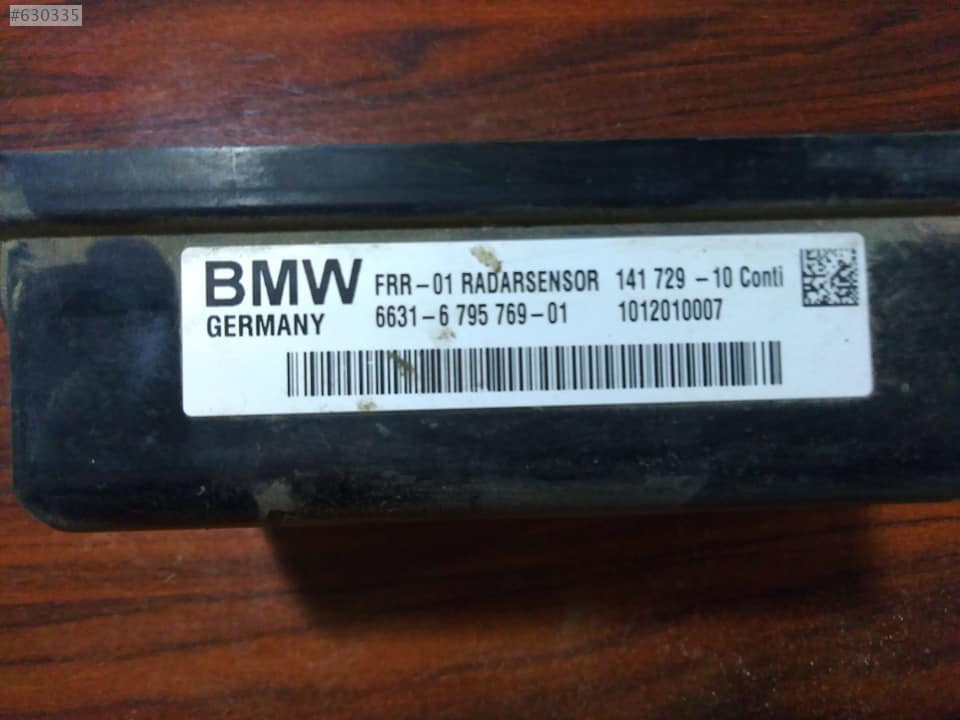 #630335
BMW FRR-01 RADARSENSOR 141 729 -10 Conti
GERMANY 6631-6 795 769-01 1012010007